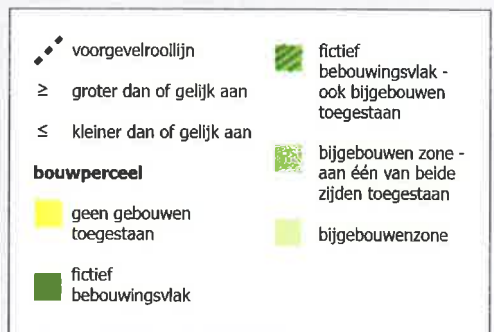 voorgevelrooilijn
≥ groter dan of gelijk aan
≤ kleiner dan of gelijk aan
bouwperceel
geen gebouwen
toegestaan
fictief
bebouwingsvlak
fictief
bebouwingsvlak -
ook bijgebouwen
toegestaan
bijgebouwen zone -
aan één van beide
zijden toegestaan
bijgebouwenzone